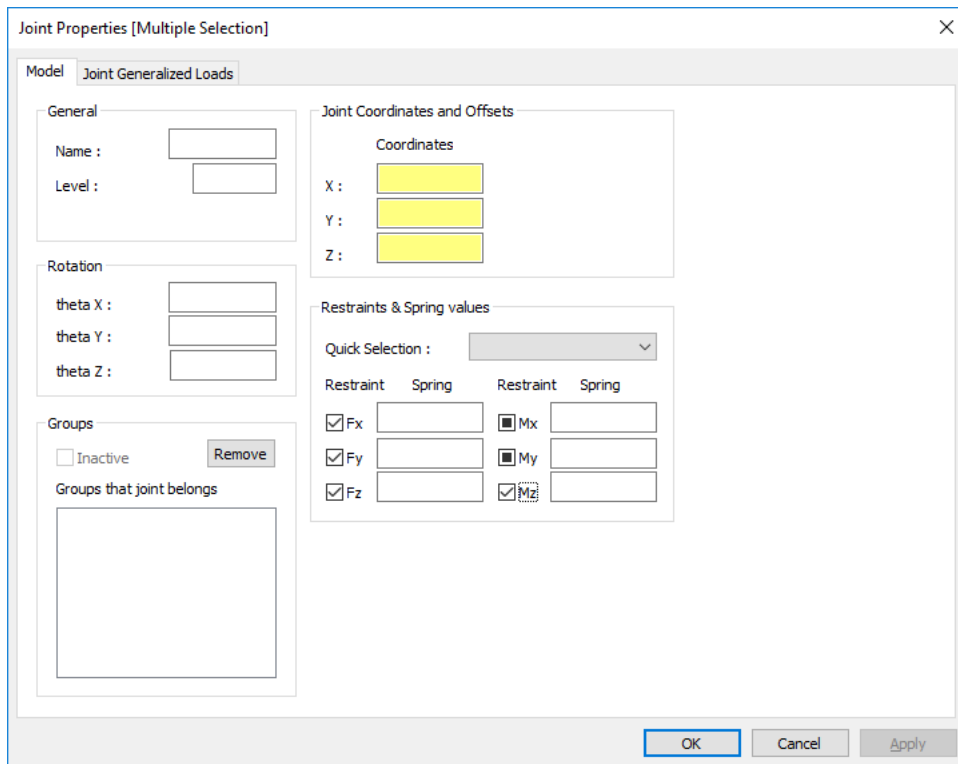 Joint Properties [Multiple Selection]
Model
Joint Generalized Loads
General
Name :
Level :
Rotation
theta X :
theta Y :
theta Z :
Groups
Inactive
Remove
Groups that joint belongs
Joint Coordinates and Offsets
Coordinates
X :
Y :
Z :
Restraints & Spring values
Quick Selection :
Restraint Spring Restraint Spring
Fx Mx
Fy My
Fz Mz
OK
Cancel
Apply